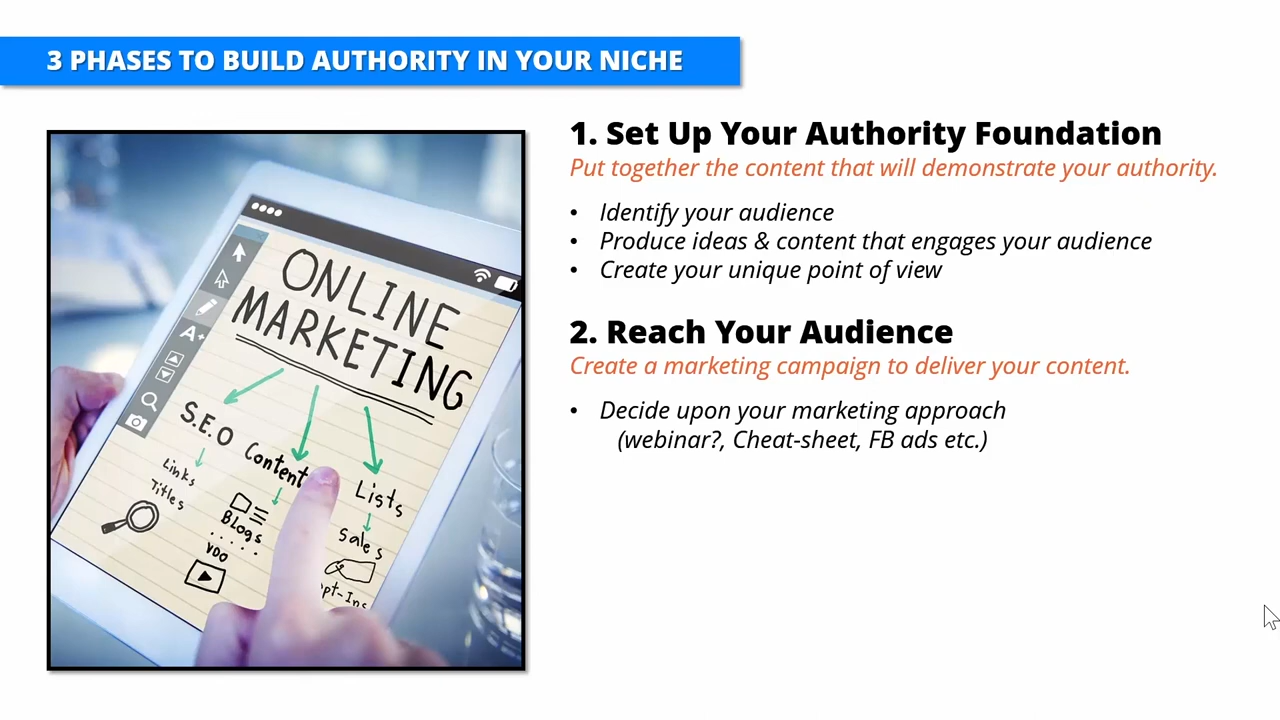 3 PHASES TO BUILD AUTHORITY IN YOUR NICHE
1. Set Up Your Authority Foundation
Put together the content that will demonstrate your authority.
• Identify your audience
• Produce ideas & content that engages your audience
• Create your unique point of view
2. Reach Your Audience
Create a marketing campaign to deliver your content.
• Decide upon your marketing approach
(webinar?, Cheat-sheet, FB ads etc.)
ONLINE
MARKETING
A+
S.E.O
Links
Titles
Content
Blogs
VDO
Lists
Sales
pt-Ins